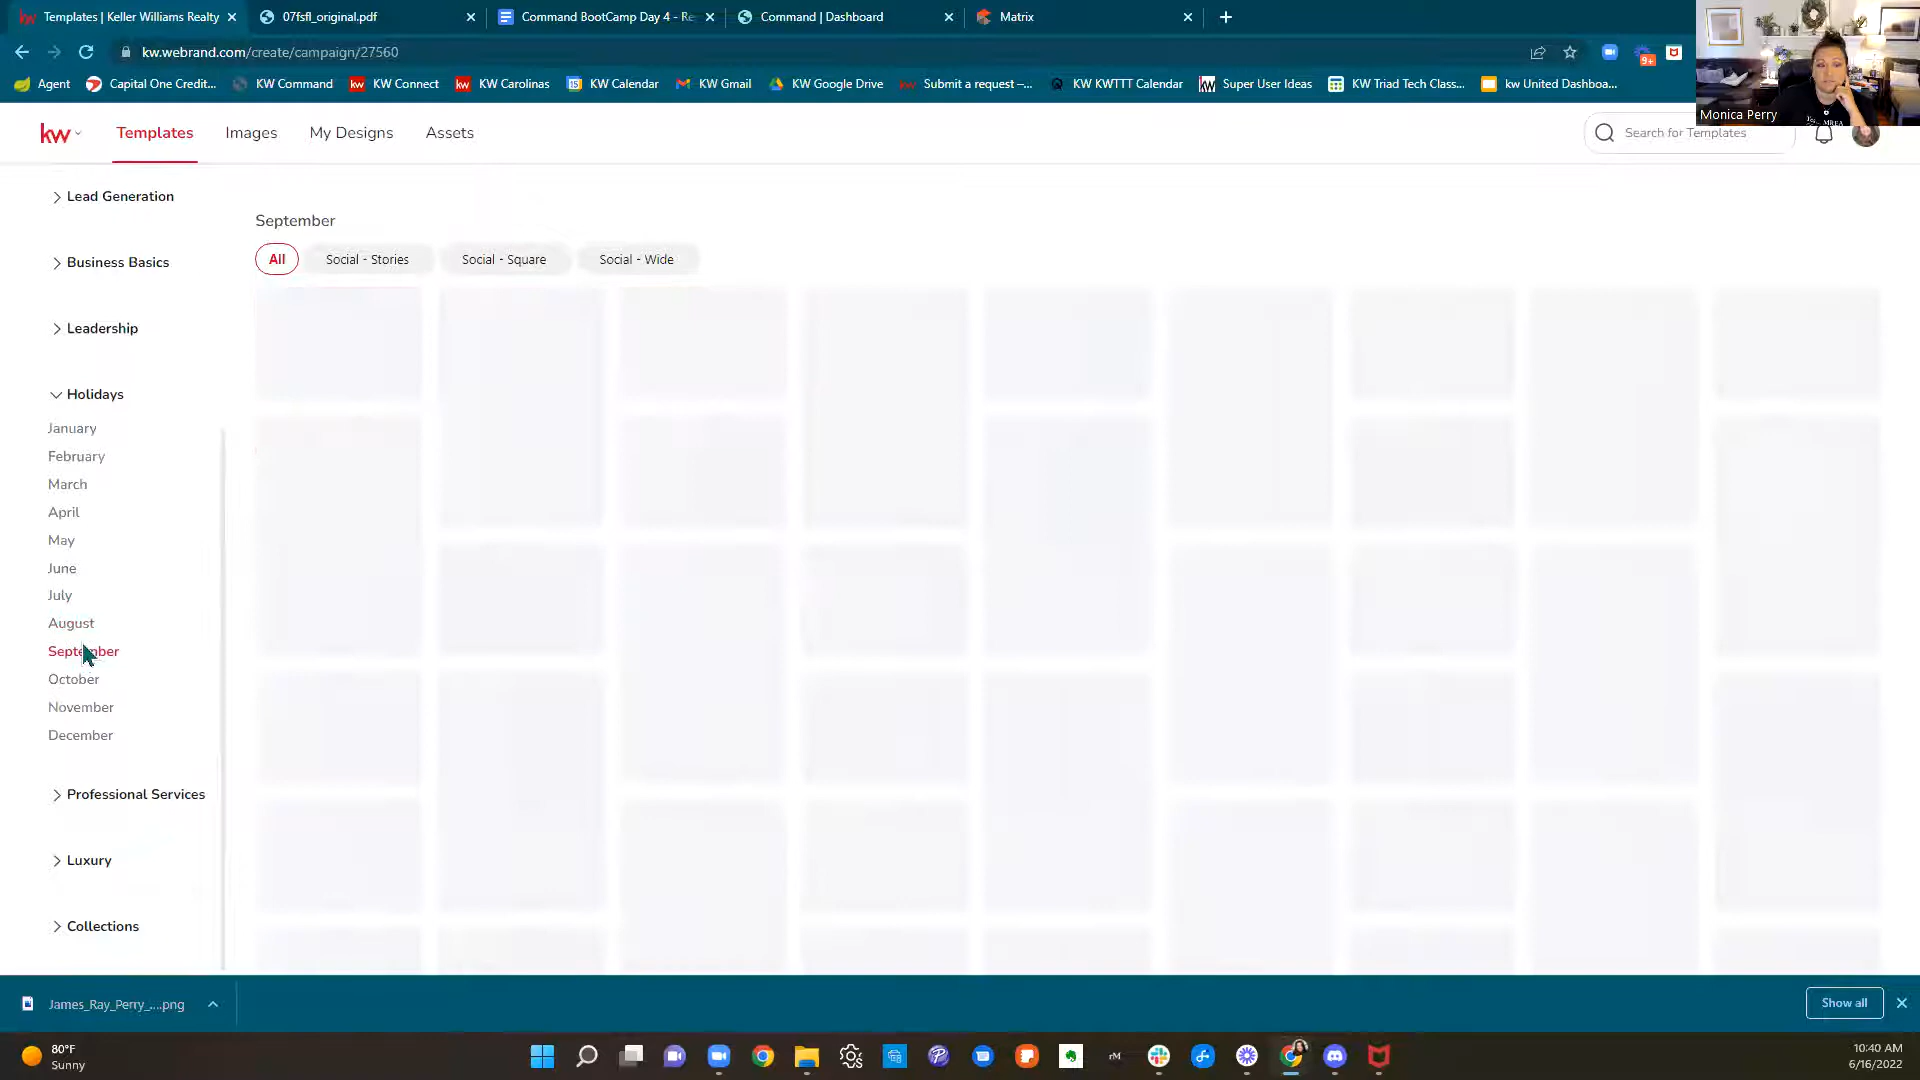 Templates | Keller Williams Realty
07fsfl_original.pdf
Command BootCamp Day 4 - Re
Command | Dashboard
Matrix
kw.webrand.com/create/campaign/27560
9+
Agent
Capital One Credit...
KW Command
KW Connect
KW Carolinas
KW Calendar
KW Gmail
KW Google Drive
Submit a request –...
KW KWTTT Calendar
Super User Ideas
KW Triad Tech Class...
kw United Dashboa...
Monica Perry
kw
Templates
Images
My Designs
Assets
Search for Templates
Lead Generation
Business Basics
Leadership
Holidays
January
February
March
April
May
June
July
August
September
October
November
December
Professional Services
Luxury
Collections
September
All
Social - Stories
Social - Square
Social - Wide
James_Ray_Perry_....png
Show all
80°F
Sunny
rM
10:40 AM
6/16/2022